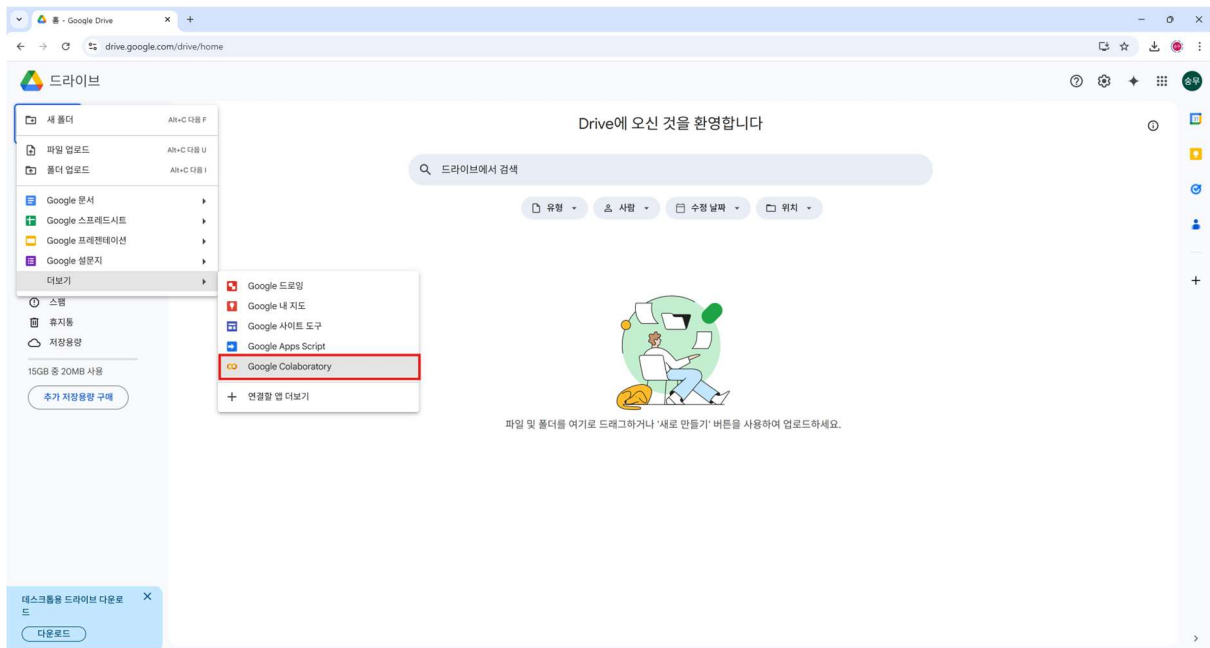 홈 - Google Drive
drive.google.com/drive/home
드라이브
숭무
새 폴더 Alt+C 다음 F
파일 업로드 Alt+C 다음 U
폴더 업로드 Alt+C 다음 I
Google 문서
Google 스프레드시트
Google 프레젠테이션
Google 설문지
더보기
스팸
휴지통
저장용량
15GB 중 20MB 사용
추가 저장용량 구매
Google 드로잉
Google 내 지도
Google 사이트 도구
Google Apps Script
Google Colaboratory
연결할 앱 더보기
Drive에 오신 것을 환영합니다
드라이브에서 검색
유형 사람 수정 날짜 위치
파일 및 폴더를 여기로 드래그하거나 '새로 만들기' 버튼을 사용하여 업로드하세요.
데스크톱용 드라이브 다운로
드
다운로드